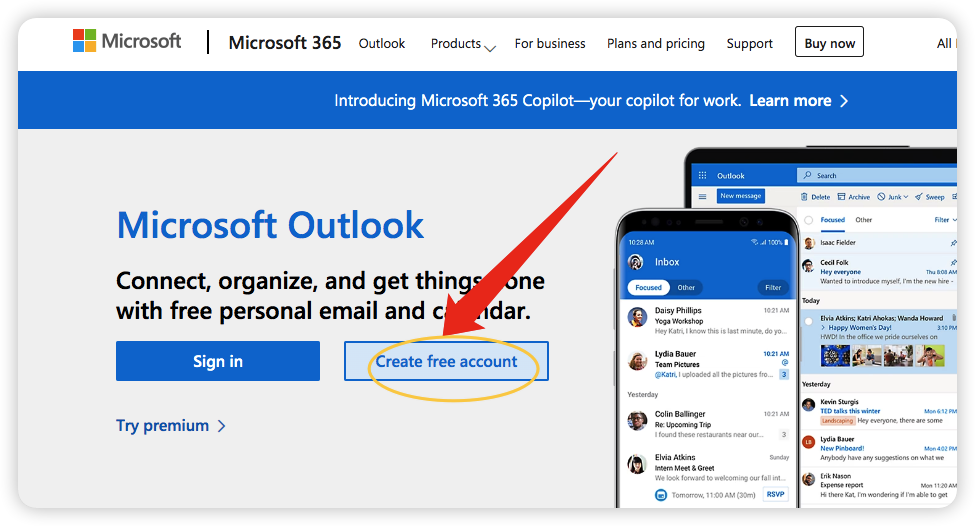 Microsoft
Microsoft 365
Outlook
Products
For business
Plans and pricing
Support
Buy now
All
Introducing Microsoft 365 Copilot—your copilot for work. Learn more
Microsoft Outlook
Connect, organize, and get things one
with free personal email and ca ndar.
Sign in
Create free account
Try premium
10:28 AM
100%
Inbox
Focused
Other
Filter
Daisy Phillips
10:21 AM
Yoga Workshop
Hey Katri, I know this is last minute, do yo...
Lydia Bauer
10:21 AM
Team Pictures
@
@Katri, I uploaded all the pictures fro...
3
Yesterday
Colin Ballinger
10:21 AM
Re: Upcoming Trip
I found these restaurants near our...
3
Elvia Atkins
Sunday
Intern Meet & Greet
We look forward to welcoming our fall int...
Tomorrow, 11:00 AM (30m)
RSVP
Outlook
Search
New message
Delete
Archive
Junk
Sweep
Focused
Other
Filter
Isaac Fielder
Cecil Folk
Hey everyone
Thu 8:08 AM
Wanted to introduce myself, I'm the new hire -
Today
Elvia Atkins; Katri Ahokas; Wanda Howard
> Happy Women's Day!
3:10 PM
HWD! In the office we pride ourselves on
Yesterday
Kevin Sturgis
TED talks this winter
Mon 6:12 PM
Landscaping
Hey everyone, there are some
LB
Lydia Bauer
New Pinboard!
Mon 4:02 PM
Anybody have any suggestions on what we
Erik Nason
Expense report
Mon 11:20 AM
Hi there Kat, I'm wondering if I'm able to get